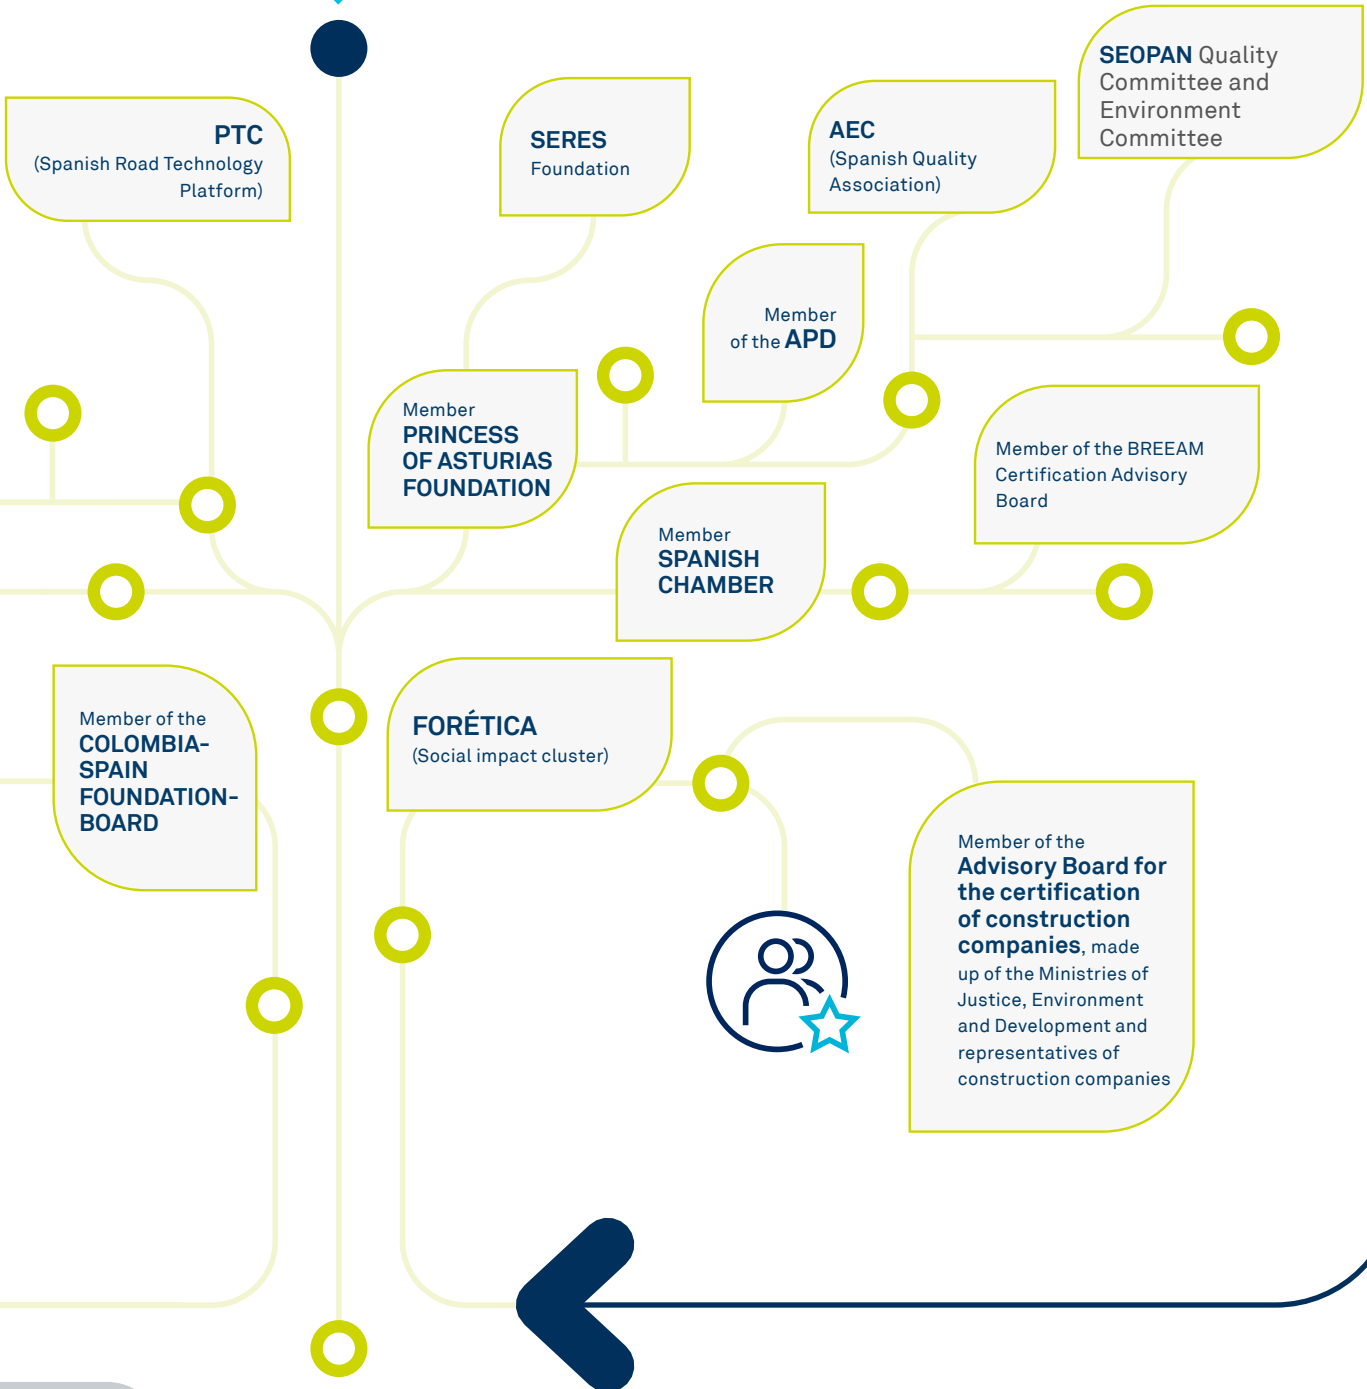 SEOPAN Quality
Committee and
Environment
Committee
PTC
(Spanish Road Technology
Platform)
SERES
Foundation
AEC
(Spanish Quality
Association)
Member
of the APD
Member
PRINCESS
OF ASTURIAS
FOUNDATION
Member of the BREEAM
Certification Advisory
Board
Member
SPANISH
CHAMBER
Member of the
COLOMBIA-
SPAIN
FOUNDATION-
BOARD
FORÉTICA
(Social impact cluster)
Member of the
Advisory Board for
the certification
of construction
companies, made
up of the Ministries of
Justice, Environment
and Development and
representatives of
construction companies